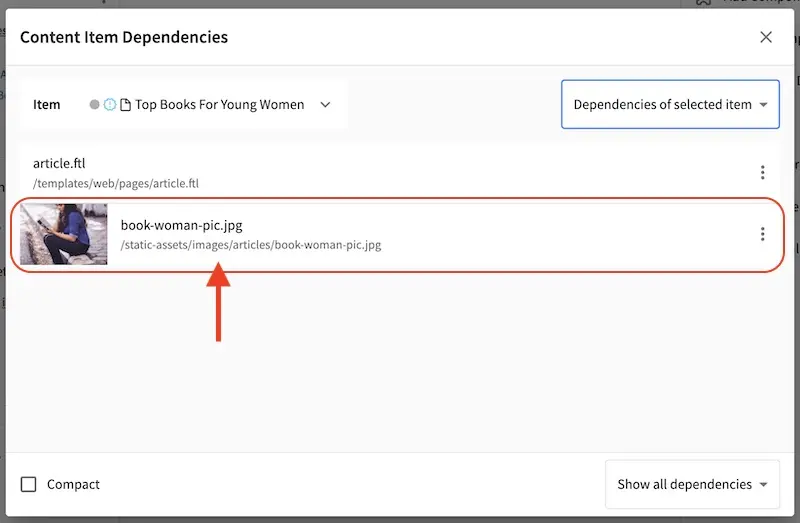 Content Item Dependencies
Item
Top Books For Young Women
Dependencies of selected item
article.ftl
/templates/web/pages/article.ftl
book-woman-pic.jpg
/static-assets/images/articles/book-woman-pic.jpg
Compact
Show all dependencies